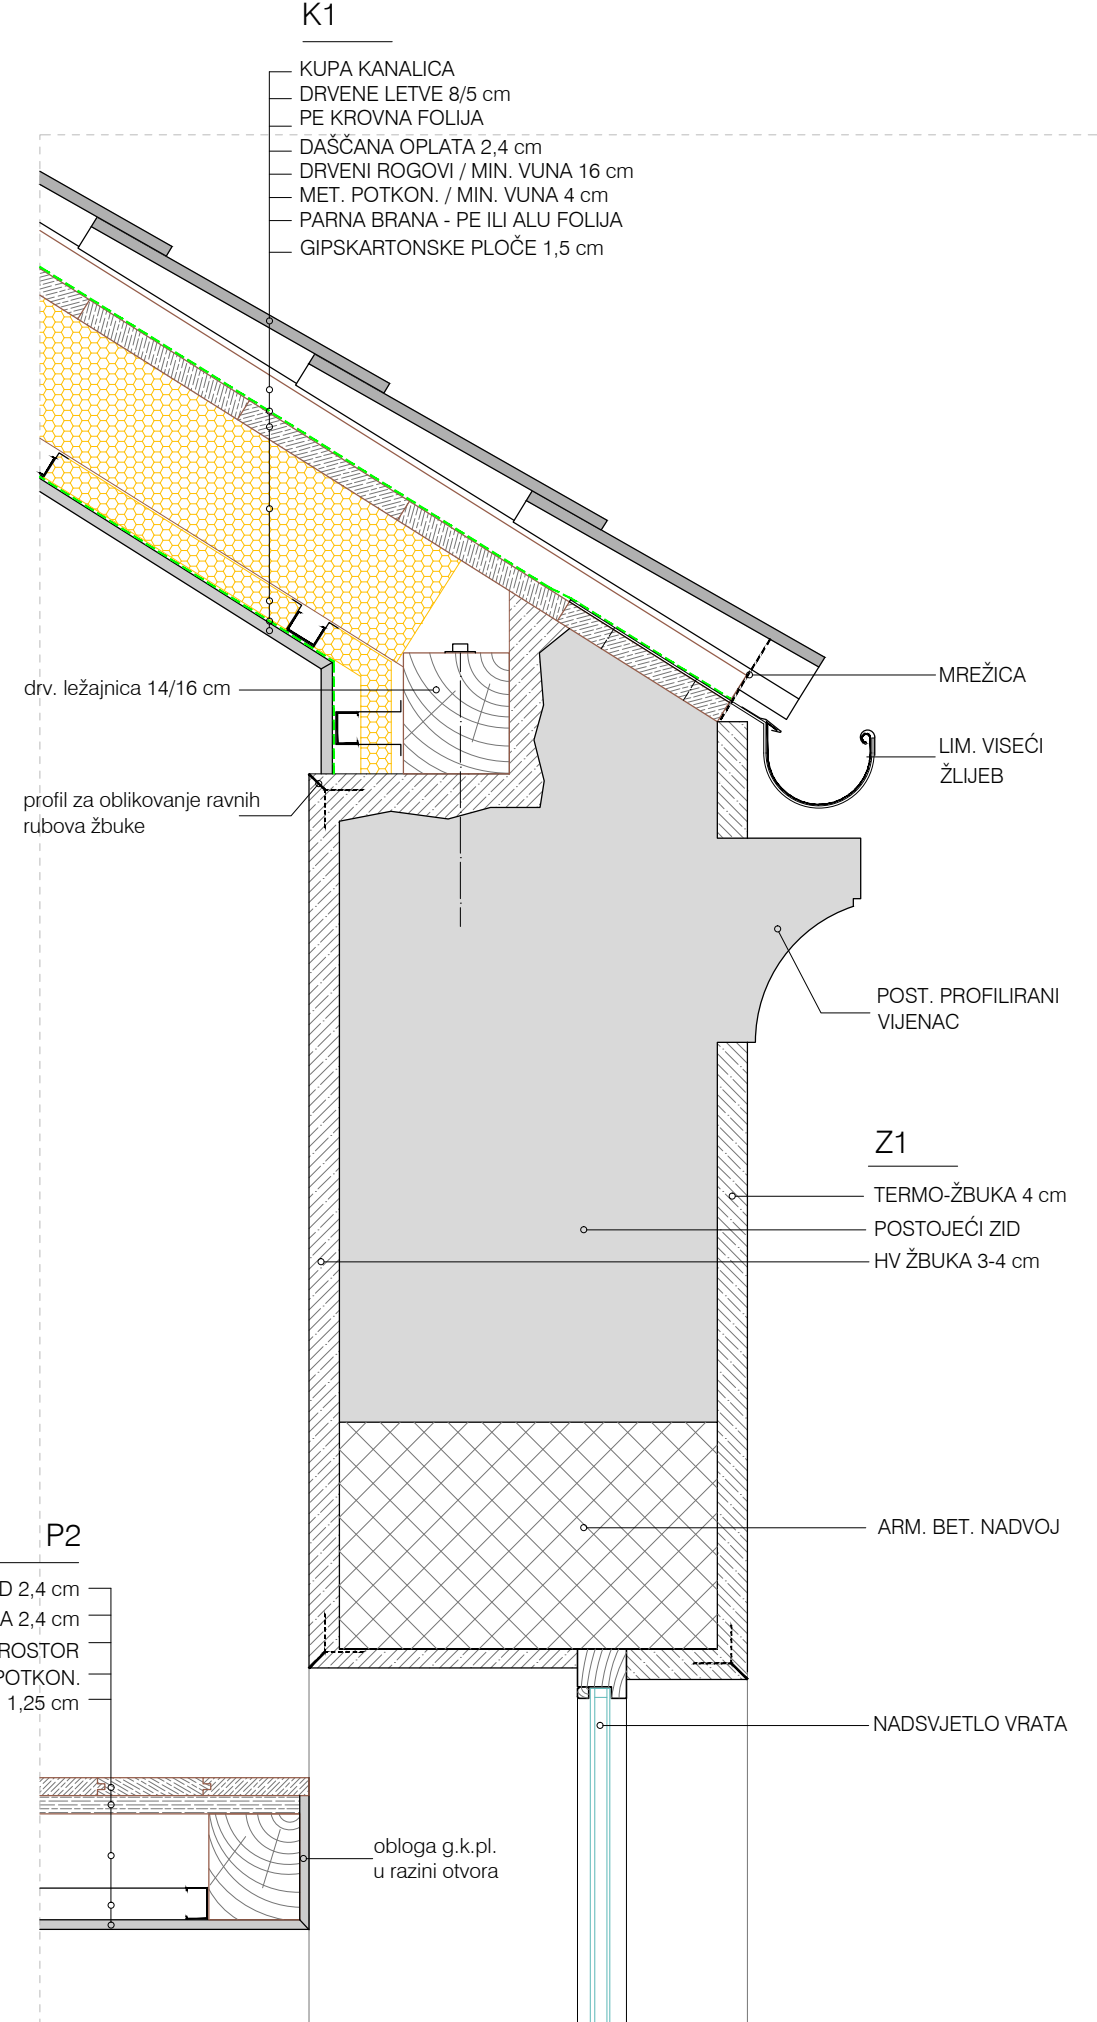 K1
KUPA KANALICA
DRVENE LETVE 8/5 cm
PE KROVNA FOLIJA
DAŠČANA OPLATA 2,4 cm
DRVENI ROGOVI / MIN. VUNA 16 cm
MET. POTKON. / MIN. VUNA 4 cm
PARNA BRANA - PE ILI ALU FOLIJA
GIPSKARTONSKE PLOČE 1,5 cm
MREŽICA
drv. ležajnica 14/16 cm
LIM. VISEĆI
ŽLIJEB
profil za oblikovanje ravnih
rubova žbuke
POST. PROFILIRANI
VIJENAC
Z1
TERMO-ŽBUKA 4 cm
POSTOJEĆI ZID
HV ŽBUKA 3-4 cm
ARM. BET. NADVOJ
P2
D 2,4 cm
A 2,4 cm
ROSTOR
POTKON.
1,25 cm
NADSVJETLO VRATA
obloga g.k.pl.
u razini otvora